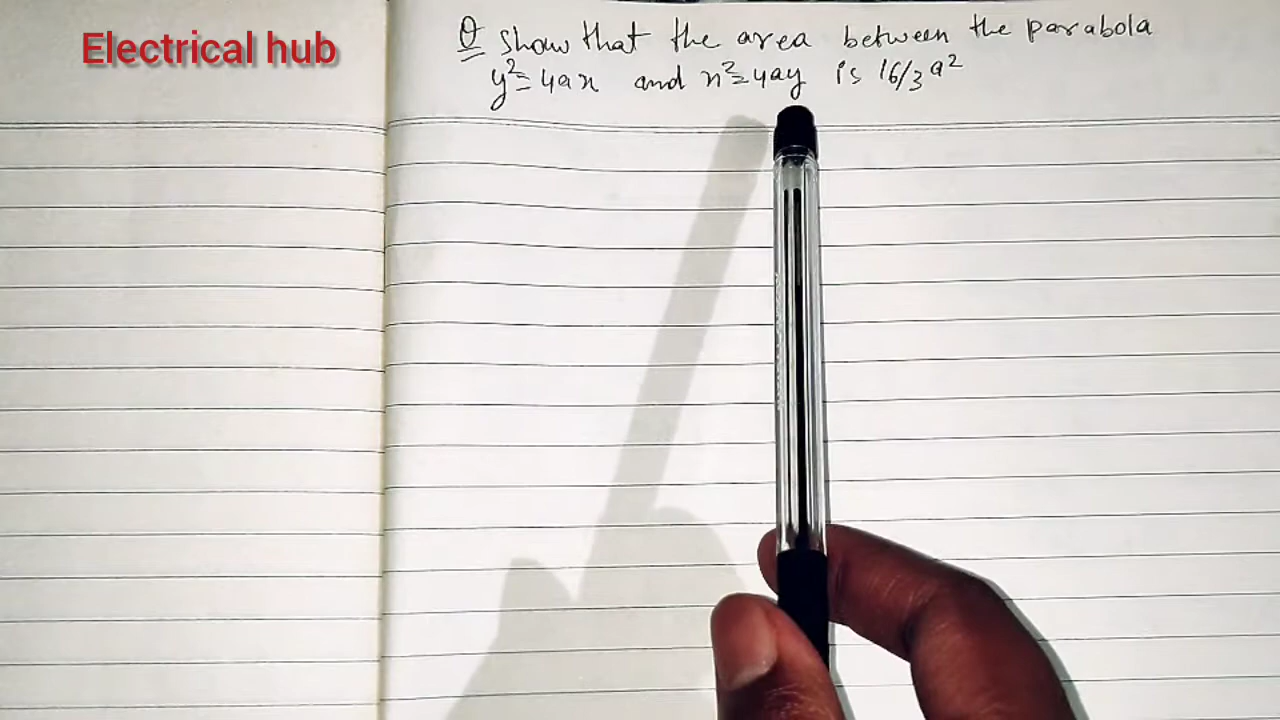 Electrical hub
Q Show that the area between the parabola
y²=4ax and x²=4ay is 16/3 a²